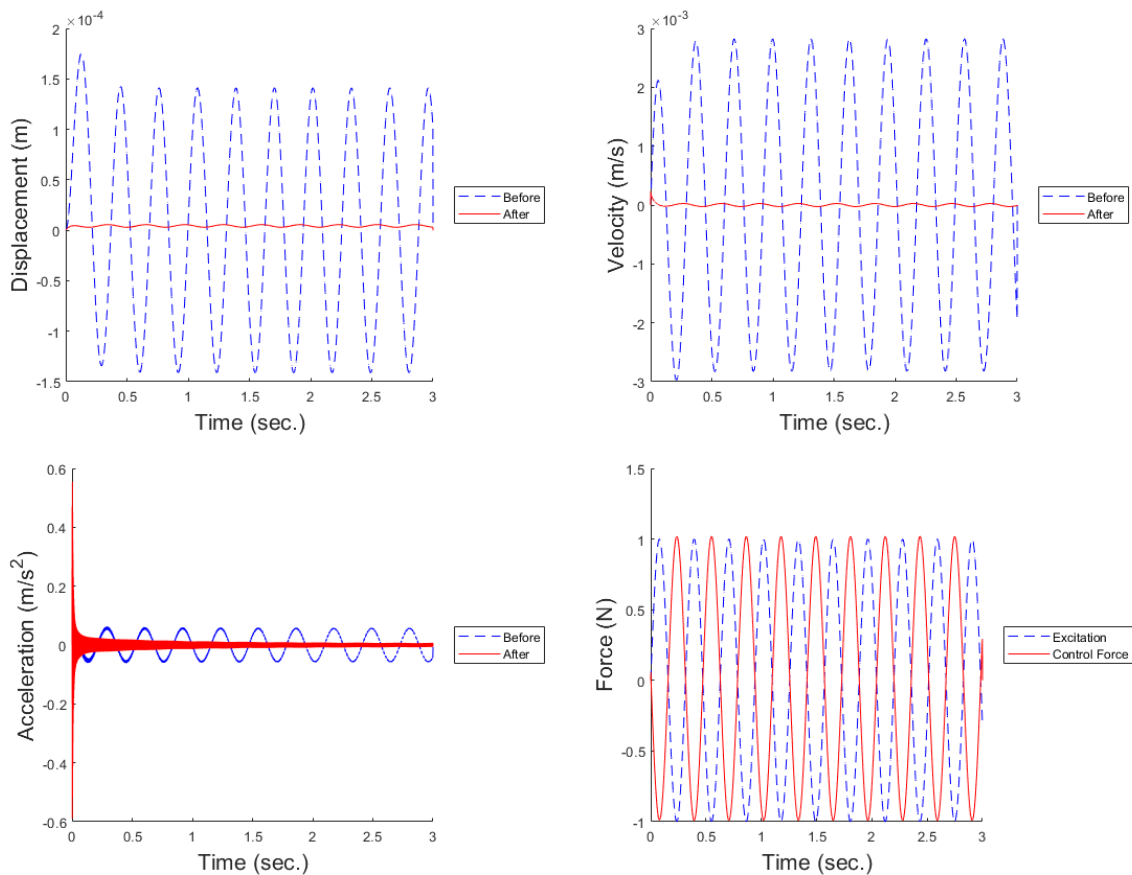 ×10^-4
2
1.5
1
0.5
0
-0.5
-1
-1.5
0 0.5 1 1.5 2 2.5 3
Displacement (m)
Time (sec.)
Before
After
×10^-3
3
2
1
0
-1
-2
-3
0 0.5 1 1.5 2 2.5 3
Velocity (m/s)
Time (sec.)
Before
After
0.6
0.4
0.2
0
-0.2
-0.4
-0.6
0 0.5 1 1.5 2 2.5 3
Acceleration (m/s²)
Time (sec.)
Before
After
1.5
1
0.5
0
-0.5
-1
0 0.5 1 1.5 2 2.5 3
Force (N)
Time (sec.)
Excitation
Control Force